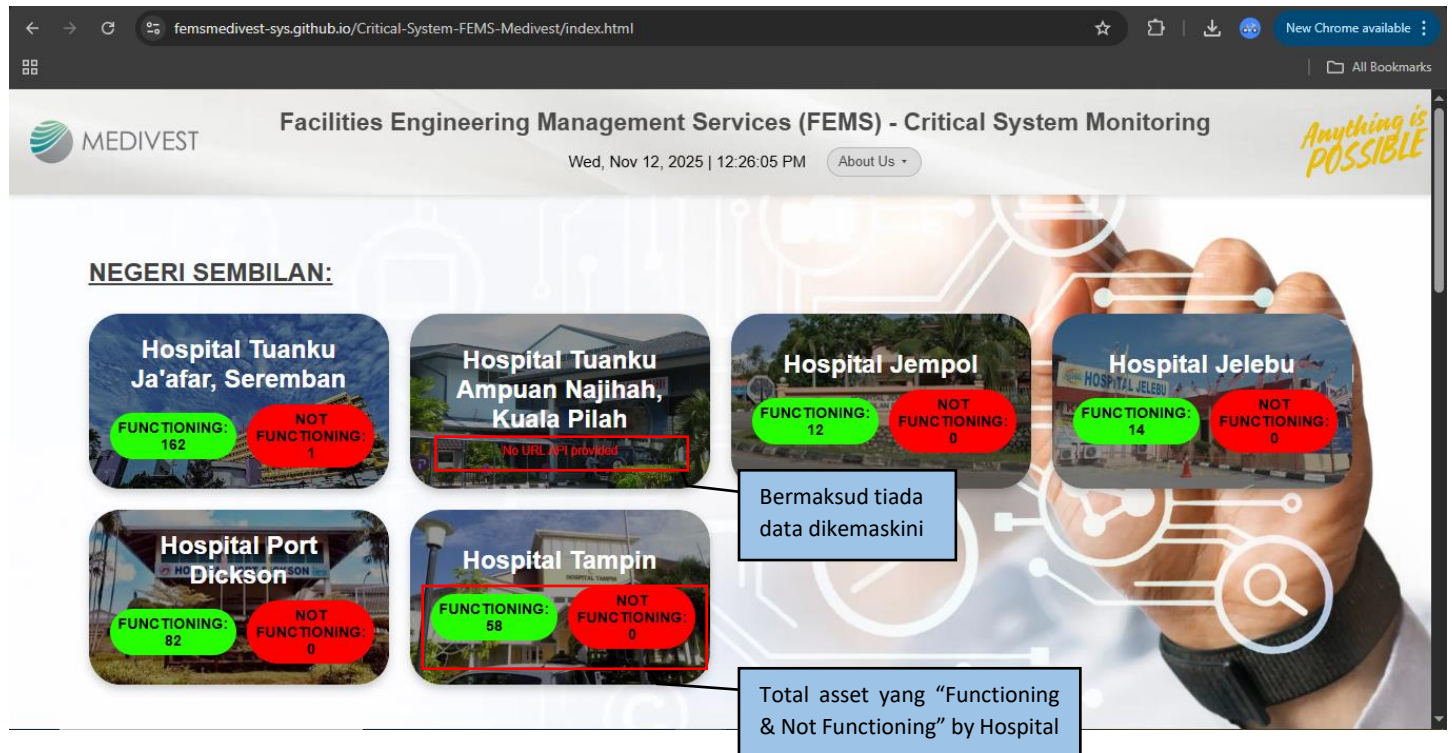 femsmedivest-sys.github.io/Critical-System-FEMS-Medivest/index.html
New Chrome available
All Bookmarks
MEDIVEST
Facilities Engineering Management Services (FEMS) - Critical System Monitoring
Wed, Nov 12, 2025 | 12:26:05 PM
About Us
Anything is
POSSIBLE
NEGERI SEMBILAN:
Hospital Tuanku
Ja'afar, Seremban
FUNCTIONING:
162
NOT
FUNCTIONING:
1
Hospital Tuanku
Ampuan Najihah,
Kuala Pilah
No URL API provided
Hospital Jempol
FUNCTIONING:
12
NOT
FUNCTIONING:
0
Hospital Jelebu
HOSPITAL JELEBU
FUNCTIONING:
14
NOT
FUNCTIONING:
0
Bermaksud tiada
data dikemaskini
Hospital Port
Dickson
FUNCTIONING:
82
NOT
FUNCTIONING:
0
Hospital Tampin
HOSPITAL TAMPIN
FUNCTIONING:
58
NOT
FUNCTIONING:
0
Total asset yang “Functioning
& Not Functioning” by Hospital